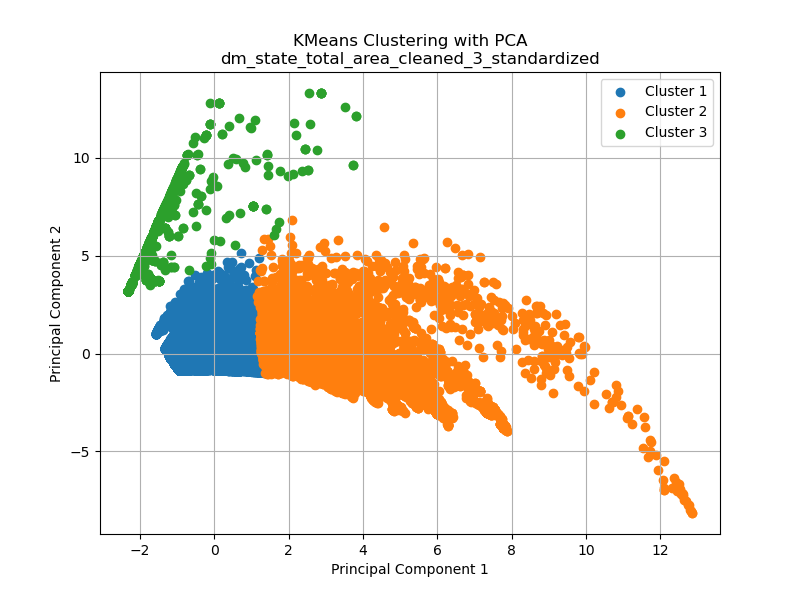 KMeans Clustering with PCA
dm_state_total_area_cleaned_3_standardized
Cluster 1
Cluster 2
Cluster 3
10
5
0
−5
Principal Component 2
−2
0
2
4
6
8
10
12
Principal Component 1